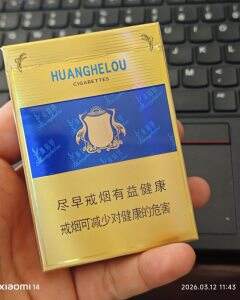 HUANGHELOU
CIGARETTES
尽早戒烟有益健康
戒烟可减少对健康的危害
xiaomi 14
2026.03.12 11:43